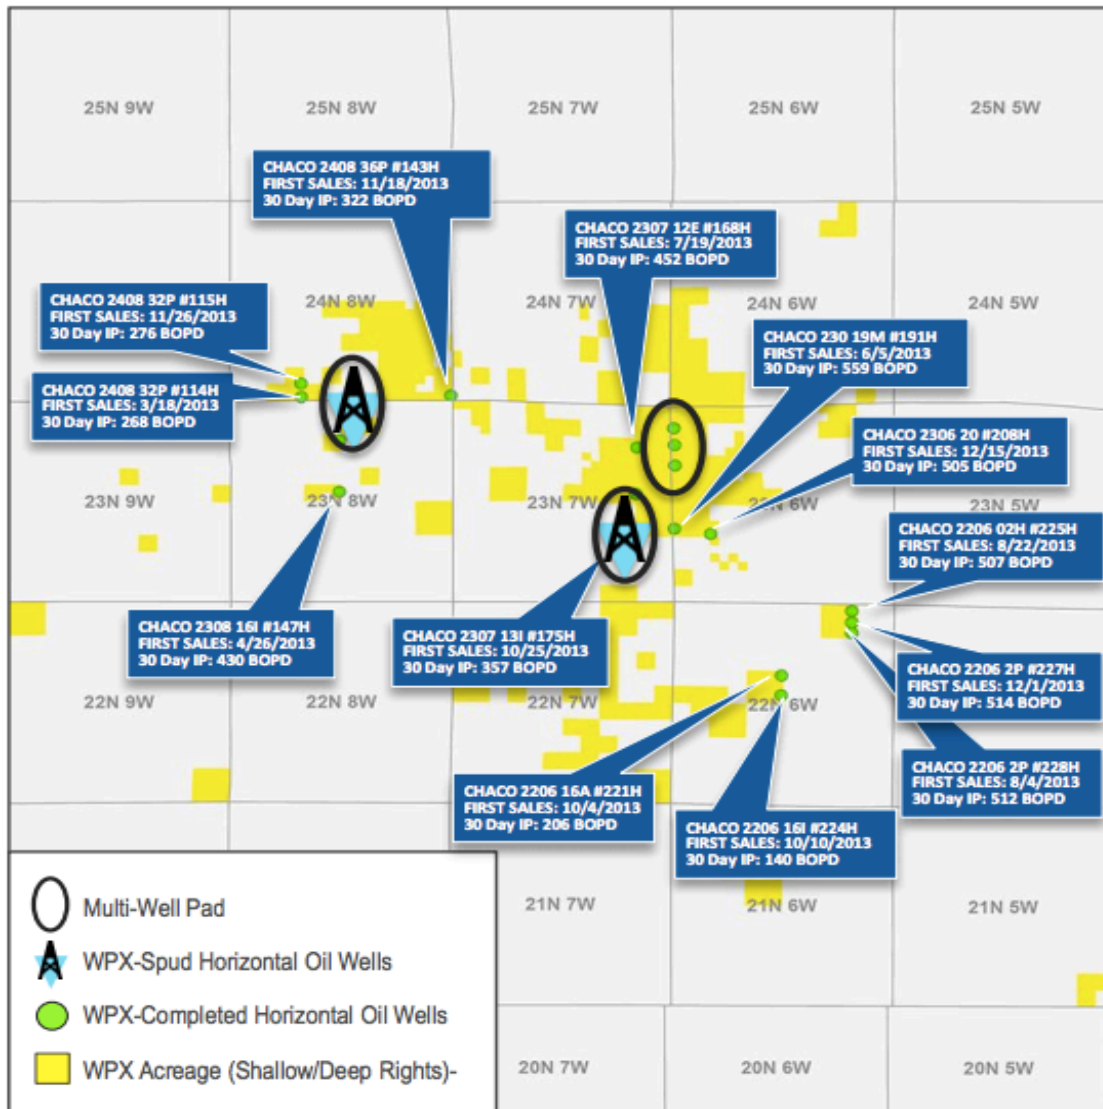 25N 9W
25N 8W
25N 7W
25N 6W
25N 5W
CHACO 2408 36P #143H
FIRST SALES: 11/18/2013
30 Day IP: 322 BOPD
CHACO 2307 12E #168H
FIRST SALES: 7/19/2013
30 Day IP: 452 BOPD
CHACO 2408 32P #115H
FIRST SALES: 11/26/2013
30 Day IP: 276 BOPD
24N 8W
24N 7W
24N 6W
24N 5W
CHACO 230 19M #191H
FIRST SALES: 6/5/2013
30 Day IP: 559 BOPD
CHACO 2408 32P #114H
FIRST SALES: 3/18/2013
30 Day IP: 268 BOPD
CHACO 2306 20 #208H
FIRST SALES: 12/15/2013
30 Day IP: 505 BOPD
23N 9W
23N 8W
23N 7W
23N 6W
23N 5W
CHACO 2206 02H #225H
FIRST SALES: 8/22/2013
30 Day IP: 507 BOPD
CHACO 2308 16I #147H
FIRST SALES: 4/26/2013
30 Day IP: 430 BOPD
CHACO 2307 13I #175H
FIRST SALES: 10/25/2013
30 Day IP: 357 BOPD
CHACO 2206 2P #227H
FIRST SALES: 12/1/2013
30 Day IP: 514 BOPD
22N 9W
22N 8W
22N 7W
22N 6W
CHACO 2206 2P #228H
FIRST SALES: 8/4/2013
30 Day IP: 512 BOPD
CHACO 2206 16A #221H
FIRST SALES: 10/4/2013
30 Day IP: 206 BOPD
CHACO 2206 16I #224H
FIRST SALES: 10/10/2013
30 Day IP: 140 BOPD
21N 7W
21N 6W
21N 5W
20N 7W
20N 6W
20N 5W
Multi-Well Pad
WPX-Spud Horizontal Oil Wells
WPX-Completed Horizontal Oil Wells
WPX Acreage (Shallow/Deep Rights)-